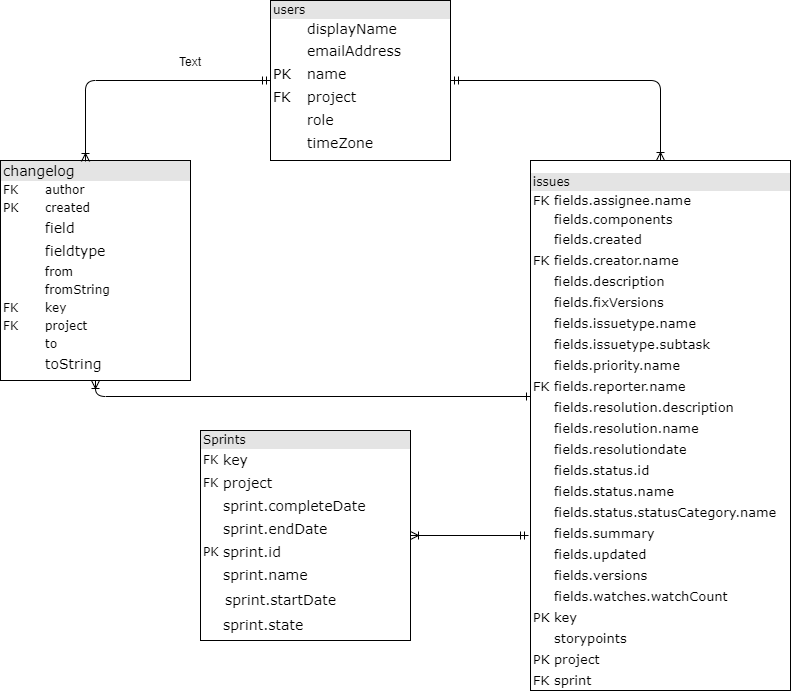 users
displayName
emailAddress
PK name
FK project
role
timeZone
Text
changelog
FK author
PK created
field
fieldtype
from
fromString
FK key
FK project
to
toString
issues
FK fields.assignee.name
fields.components
fields.created
FK fields.creator.name
fields.description
fields.fixVersions
fields.issuetype.name
fields.issuetype.subtask
fields.priority.name
FK fields.reporter.name
fields.resolution.description
fields.resolution.name
fields.resolutiondate
fields.status.id
fields.status.name
fields.status.statusCategory.name
fields.summary
fields.updated
fields.versions
fields.watches.watchCount
PK key
storypoints
PK project
FK sprint
Sprints
FK key
FK project
sprint.completeDate
sprint.endDate
PK sprint.id
sprint.name
sprint.startDate
sprint.state